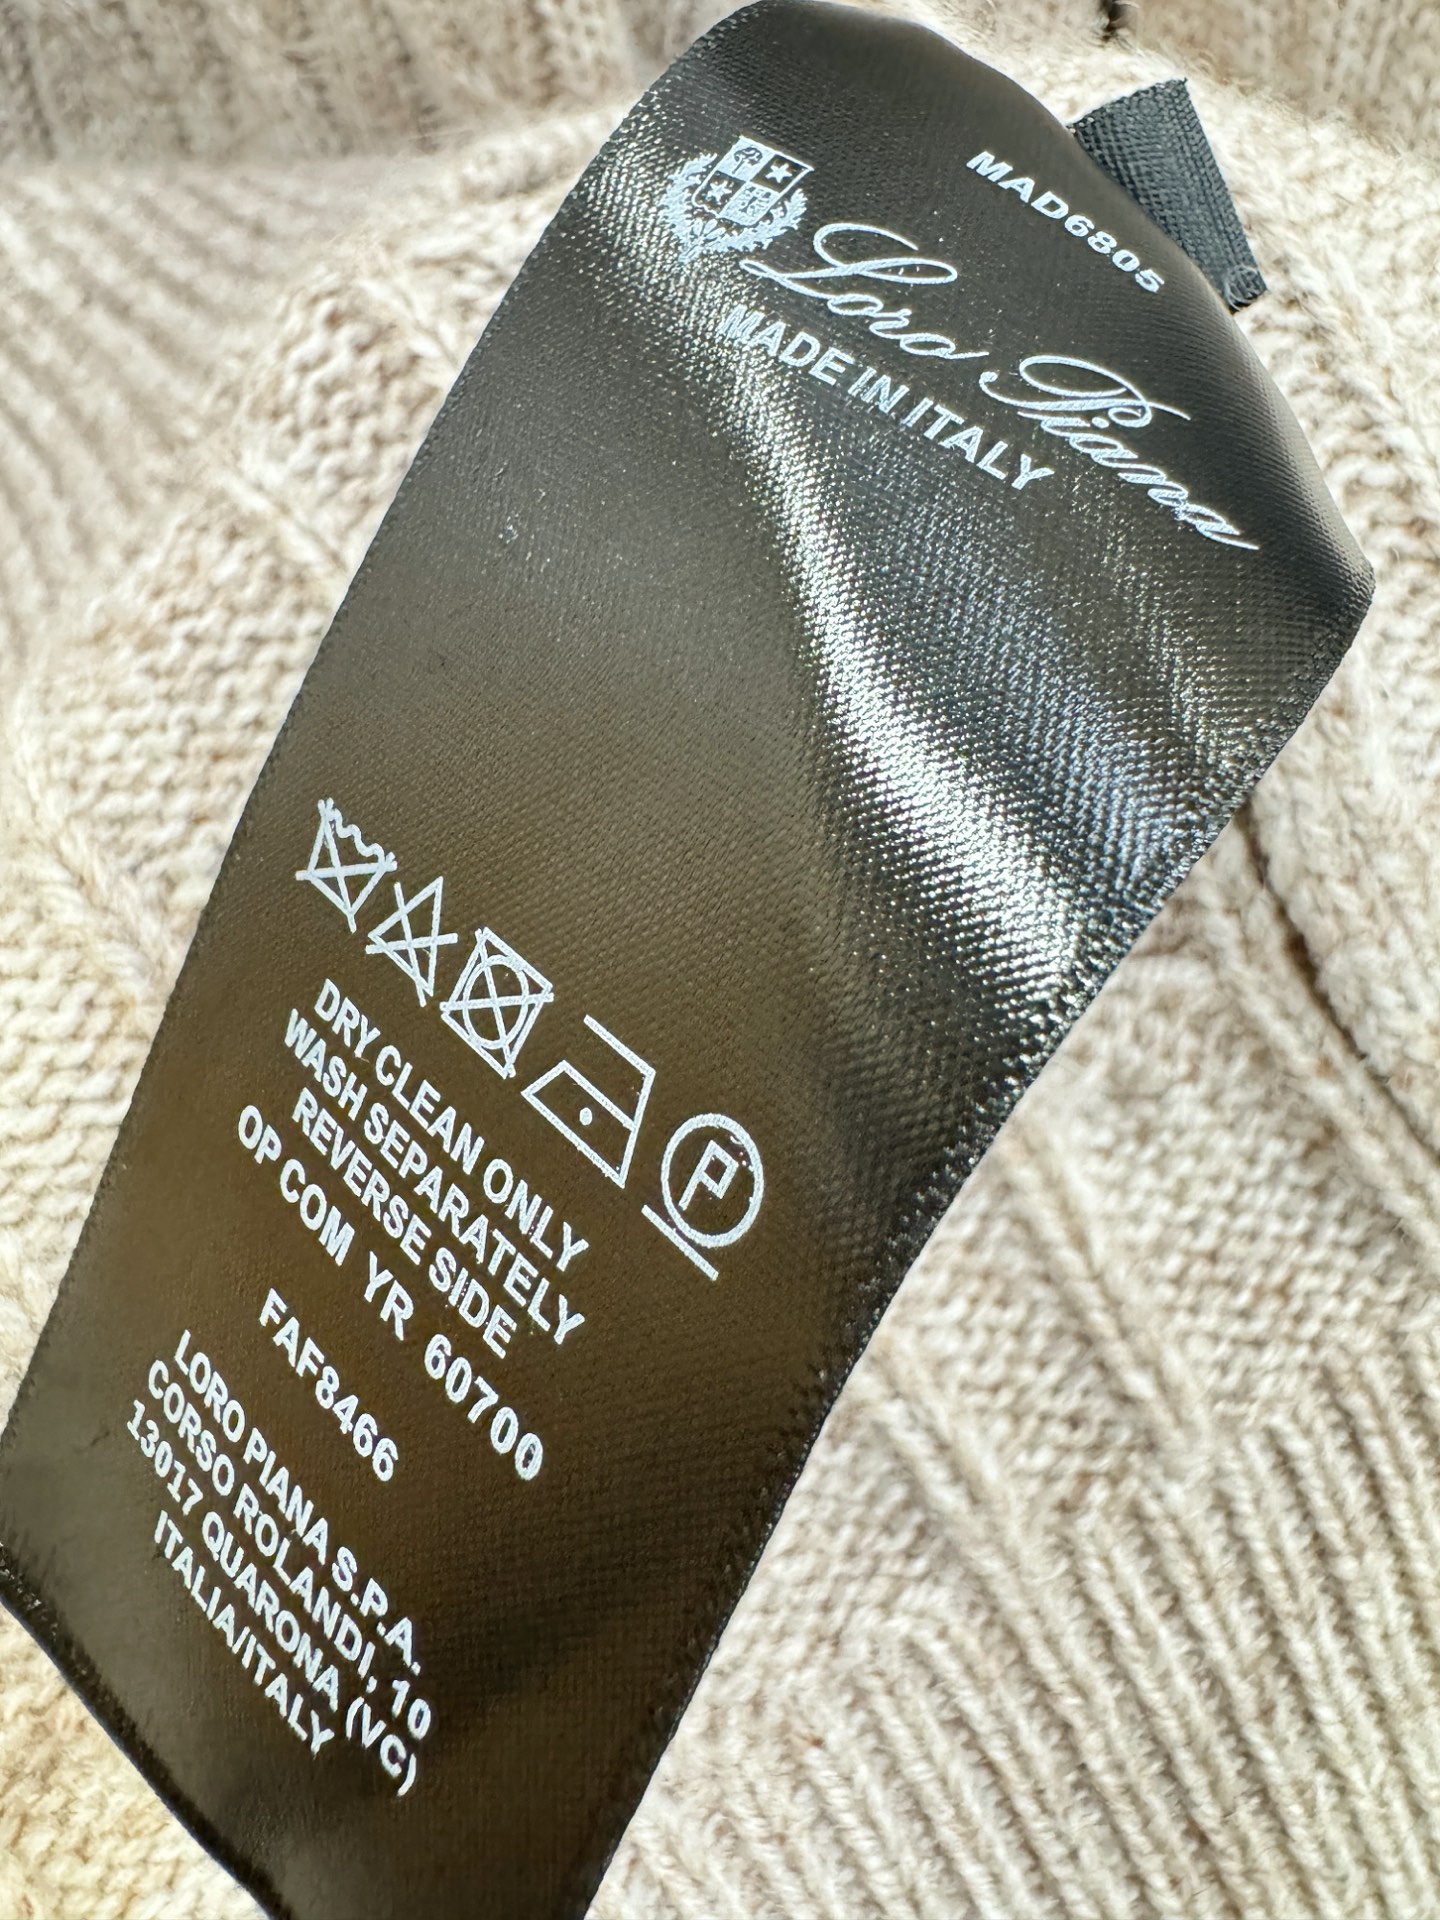 MAD6805
Loro Piana
MADE IN ITALY
P
DRY CLEAN ONLY
WASH SEPARATELY
REVERSE SIDE
OP COM YR 60700
FAF8466
LORO PIANA S.P.A.
CORSO ROLANDI, 10
13017 QUARONA (VC)
ITALIA/ITALY